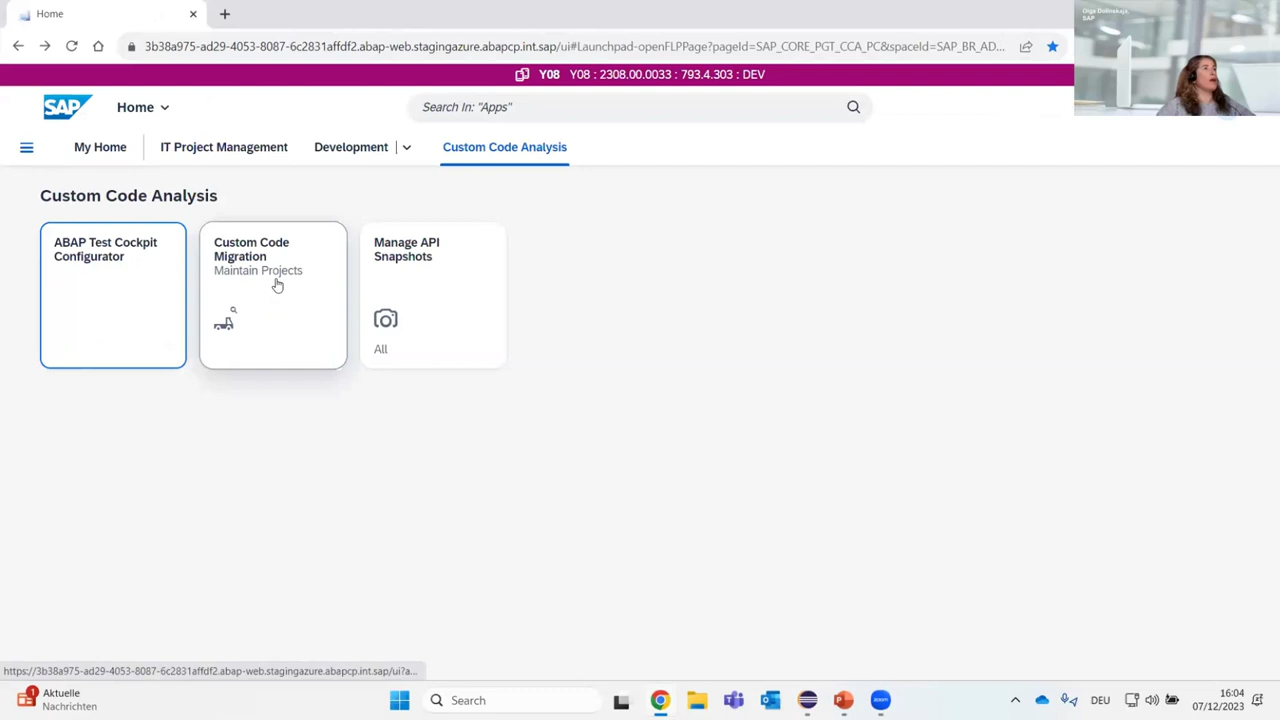 Home
3b38a975-ad29-4053-8087-6c2831affdf2.abap-web.stagingazure.abapcp.int.sap/ui#Launchpad-openFLPPage?pageId=SAP_CORE_PGT_CCA_PC&spaceId=SAP_BR_AD...
Olga Dolinskaja,
SAP
Y08 Y08 : 2308.00.0033 : 793.4.303 : DEV
SAP Home
Search In: "Apps"
My Home IT Project Management Development Custom Code Analysis
Custom Code Analysis
ABAP Test Cockpit
Configurator
Custom Code
Migration
Maintain Projects
Manage API
Snapshots
All
https://3b38a975-ad29-4053-8087-6c2831affdf2.abap-web.stagingazure.abapcp.int.sap/ui?a...
1
Aktuelle
Nachrichten
Search
DEU
16:04
07/12/2023